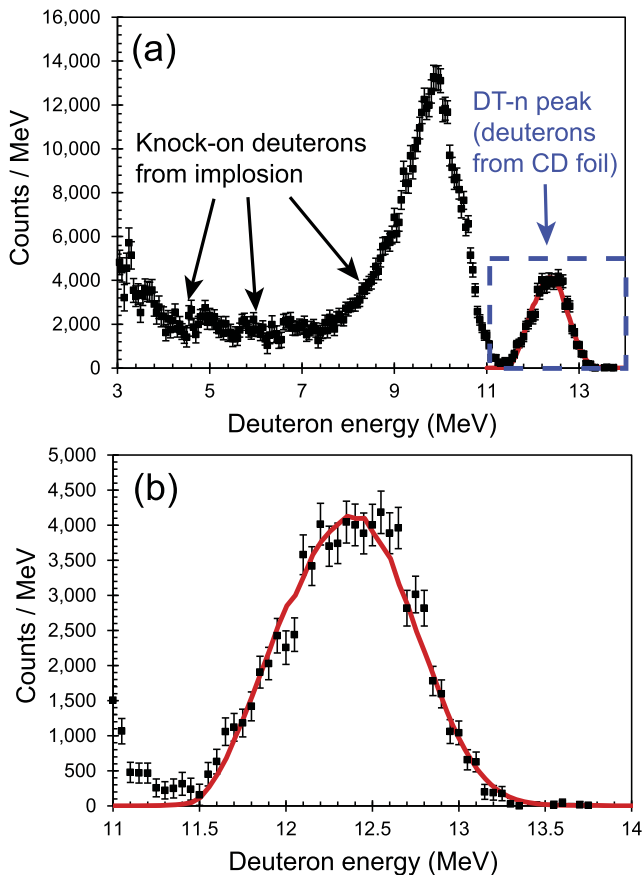 16,000
14,000
12,000
10,000
8,000
6,000
4,000
2,000
0
Counts / MeV
(a)
Knock-on deuterons
from implosion
DT-n peak
(deuterons
from CD foil)
3 5 7 9 11 13
Deuteron energy (MeV)
5,000
4,500
4,000
3,500
3,000
2,500
2,000
1,500
1,000
500
0
Counts / MeV
(b)
11 11.5 12 12.5 13 13.5 14
Deuteron energy (MeV)